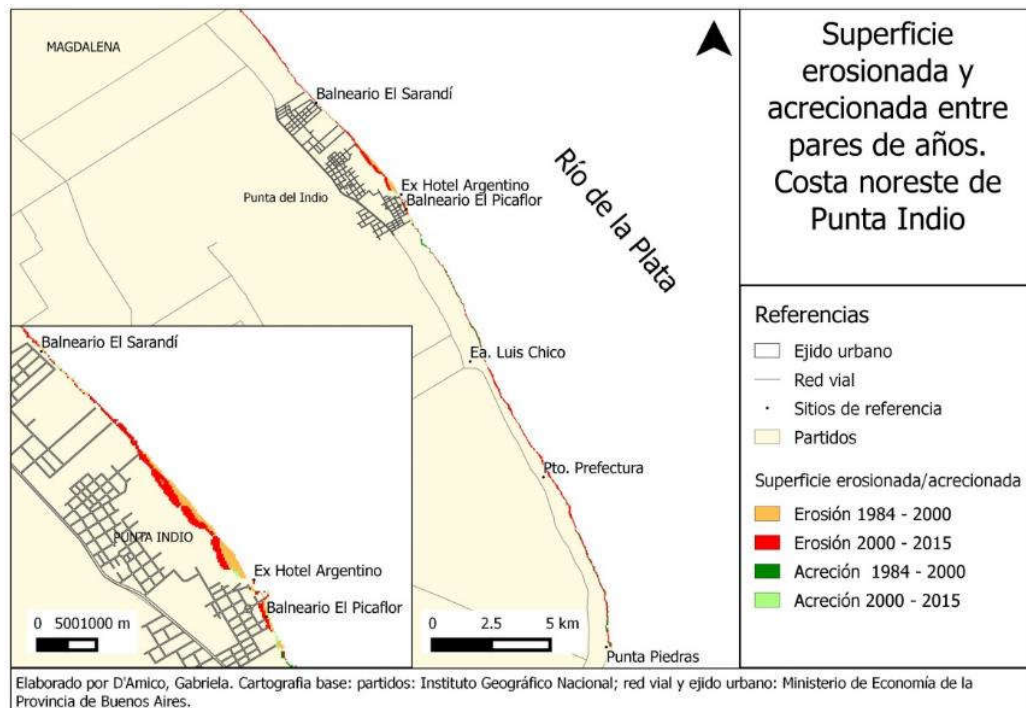 MAGDALENA
Balneario El Sarandí
Punta del Indio
Ex Hotel Argentino
Balneario El Picaflor
Río de la Plata
Ea. Luis Chico
Pto. Prefectura
Punta Piedras
0 2.5 5 km
Balneario El Sarandí
PUNTA INDIO
Ex Hotel Argentino
Balneario El Picaflor
0 5001000 m
Superficie
erosionada y
acrecionada entre
pares de años.
Costa noreste de
Punta Indio
Referencias
Ejido urbano
Red vial
Sitios de referencia
Partidos
Superficie erosionada/acrecionada
Erosión 1984 - 2000
Erosión 2000 - 2015
Acreción 1984 - 2000
Acreción 2000 - 2015
Elaborado por D'Amico, Gabriela. Cartografia base: partidos: Instituto Geográfico Nacional; red vial y ejido urbano: Ministerio de Economía de la
Provincia de Buenos Aires.